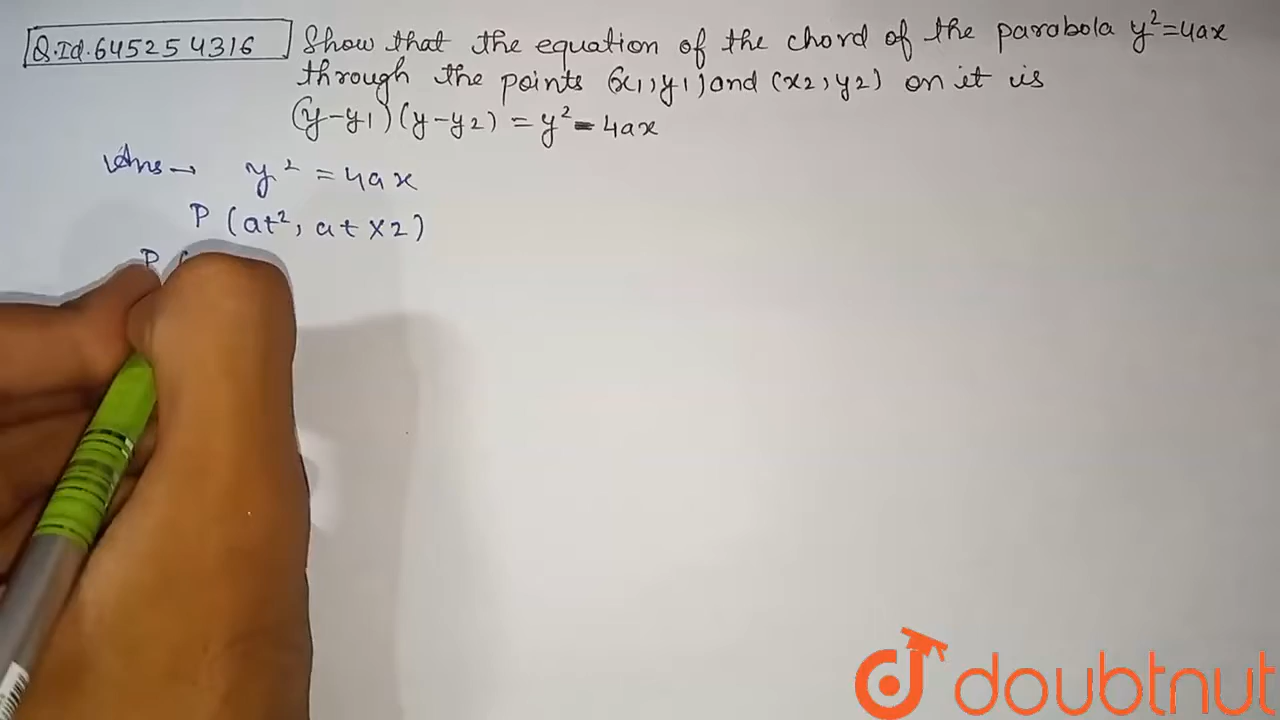 Q.Id.645254316
Show that the equation of the chord of the parabola y²=4ax
through the points (x1,y1) and (x2,y2) on it is
(y-y1)(y-y2) = y²-4ax
Ans → y² = 4ax
P (at², at x2)
P (
doubtnut